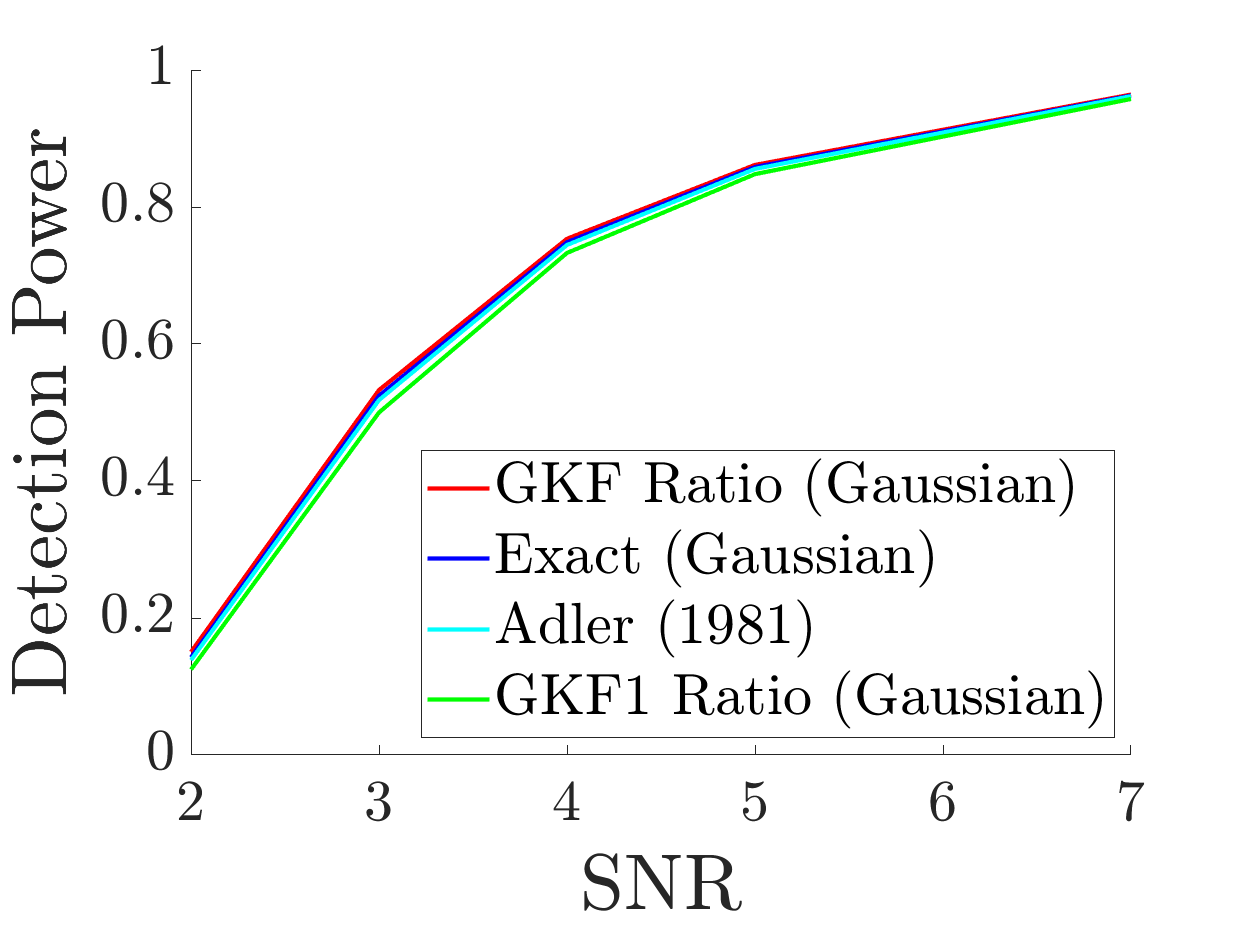 Detection Power
1
0.8
0.6
0.4
0.2
0
GKF Ratio (Gaussian)
Exact (Gaussian)
Adler (1981)
GKF1 Ratio (Gaussian)
2 3 4 5 6 7
SNR